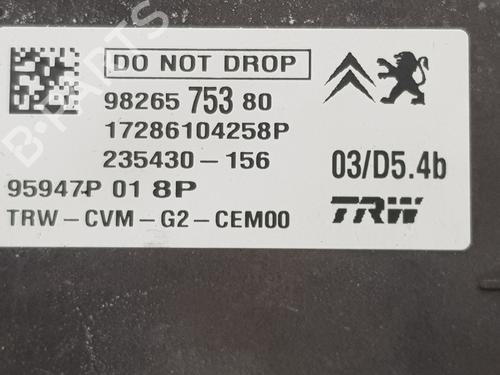 DO NOT DROP
98265 753 80
17286104258P
235430-156
03/D5.4b
95947P 01 8P
TRW
TRW-CVM-G2-CEM00
B-PARTS